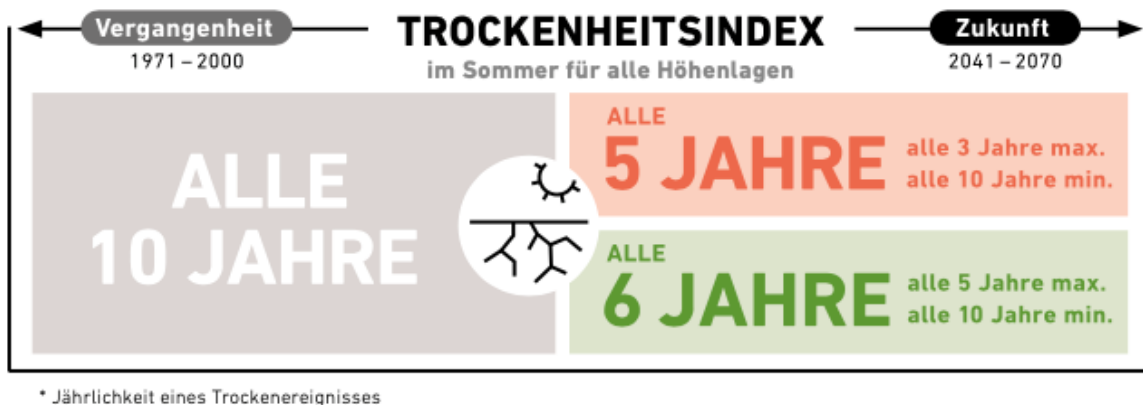 Vergangenheit
1971 – 2000
TROCKENHEITSINDEX
im Sommer für alle Höhenlagen
Zukunft
2041 – 2070
ALLE
10 JAHRE
ALLE
5 JAHRE
alle 3 Jahre max.
alle 10 Jahre min.
ALLE
6 JAHRE
alle 5 Jahre max.
alle 10 Jahre min.
* Jährlichkeit eines Trockenereignisses